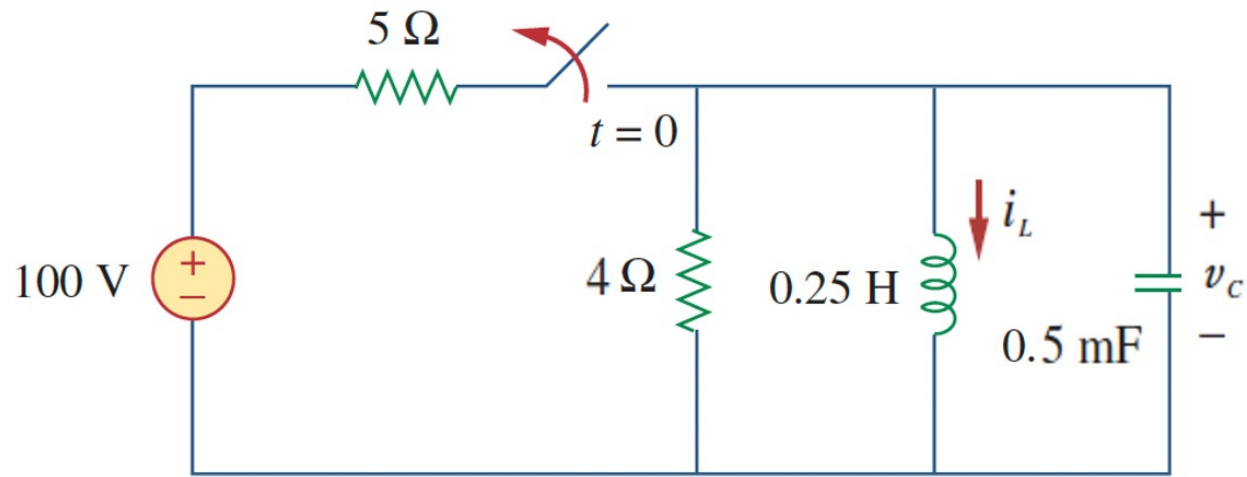 5 Ω
t = 0
100 V
+
−
4 Ω
0.25 H
i_L
0.5 mF
+
v_C
−